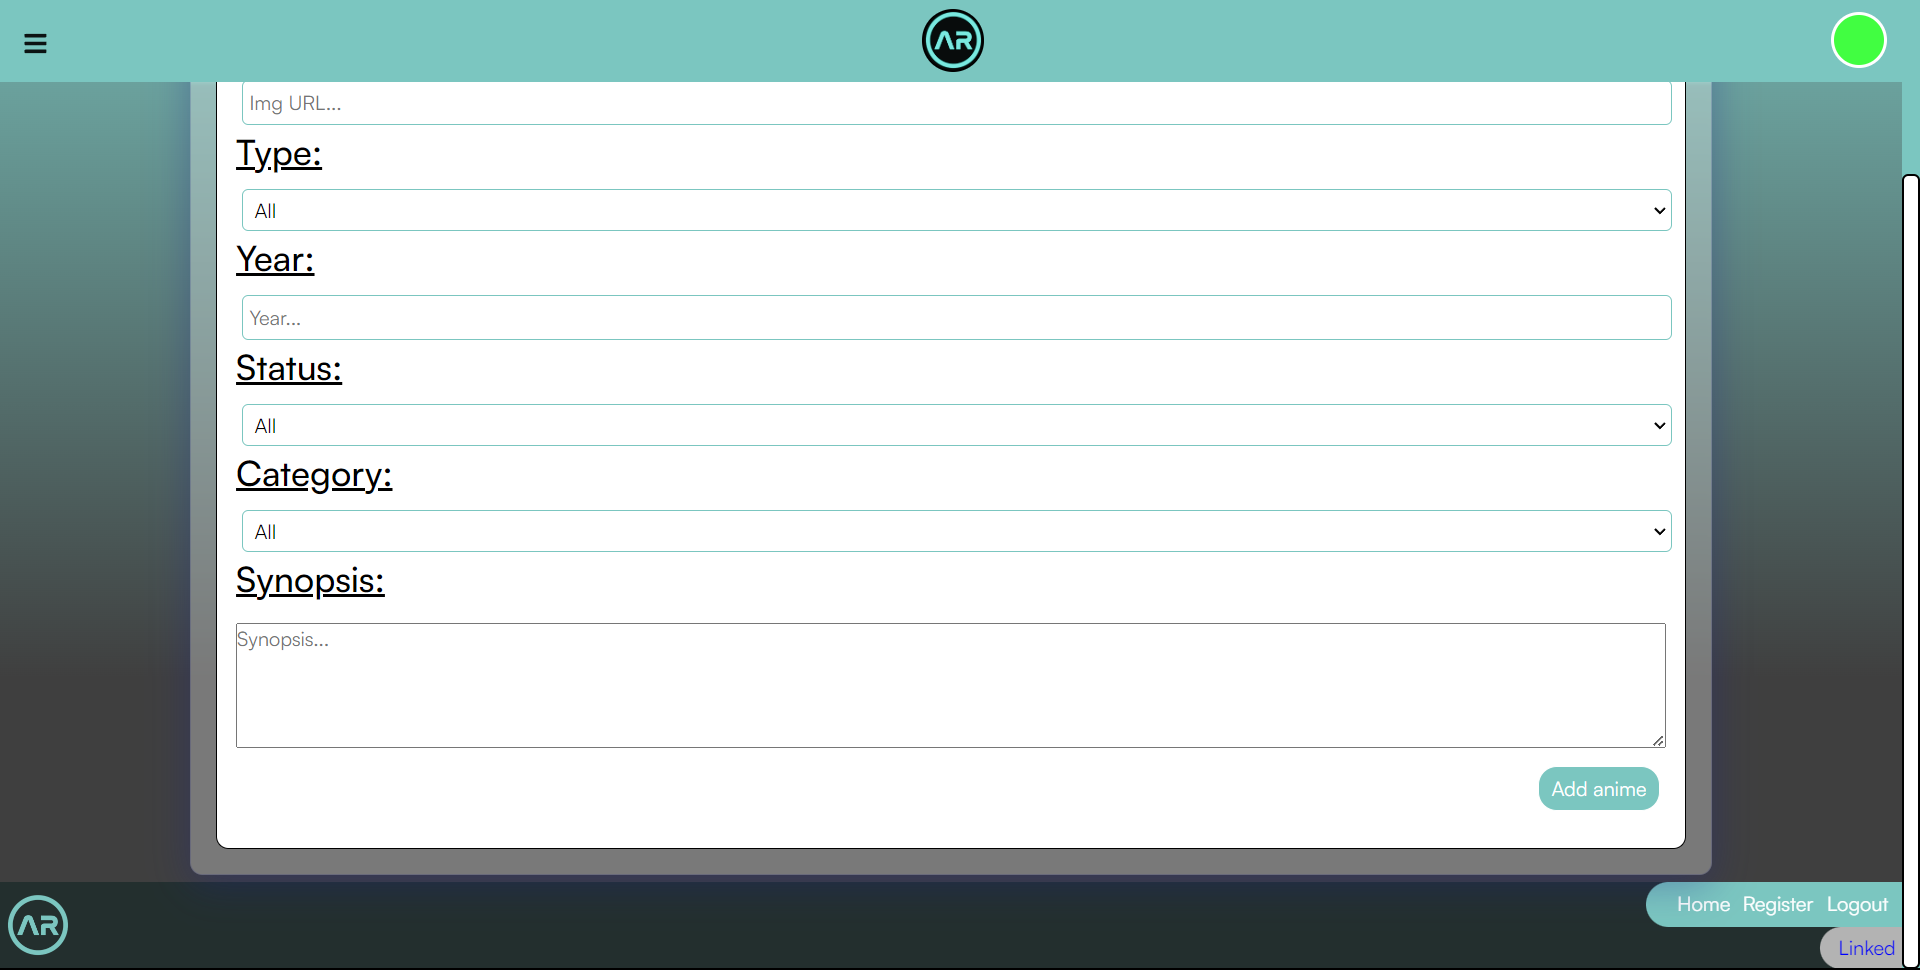 AR
Img URL...
Type:
All
Year:
Year...
Status:
All
Category:
All
Synopsis:
Synopsis...
Add anime
AR
Home Register Logout
Linked